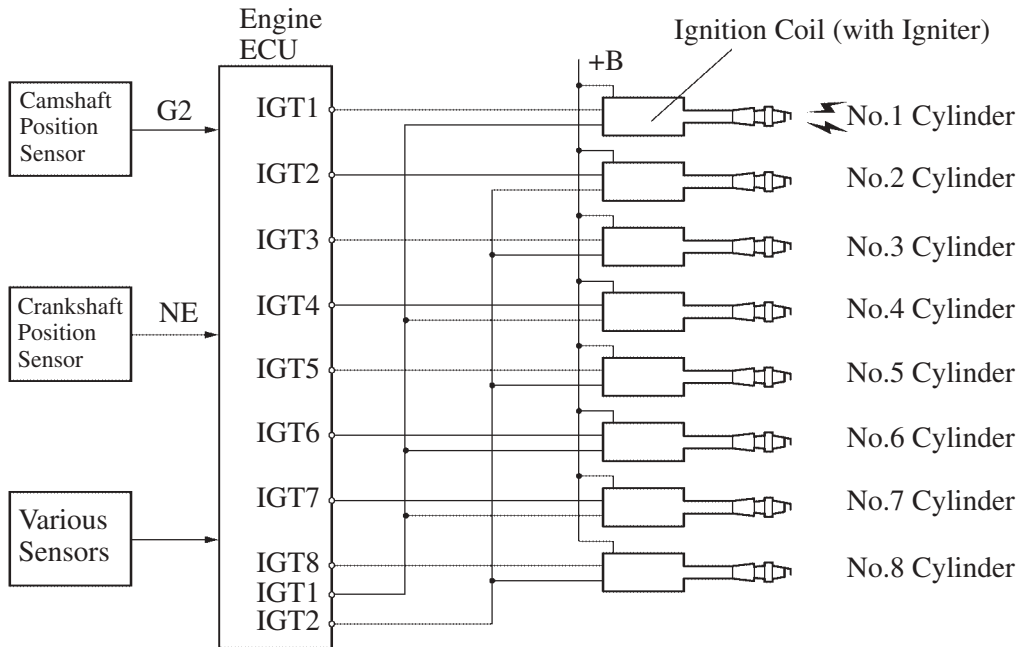 Engine
ECU
Ignition Coil (with Igniter)
+B
Camshaft
Position
Sensor
G2
IGT1
No.1 Cylinder
IGT2
No.2 Cylinder
IGT3
No.3 Cylinder
Crankshaft
Position
Sensor
NE
IGT4
No.4 Cylinder
IGT5
No.5 Cylinder
IGT6
No.6 Cylinder
Various
Sensors
IGT7
No.7 Cylinder
IGT8
No.8 Cylinder
IGT1
IGT2